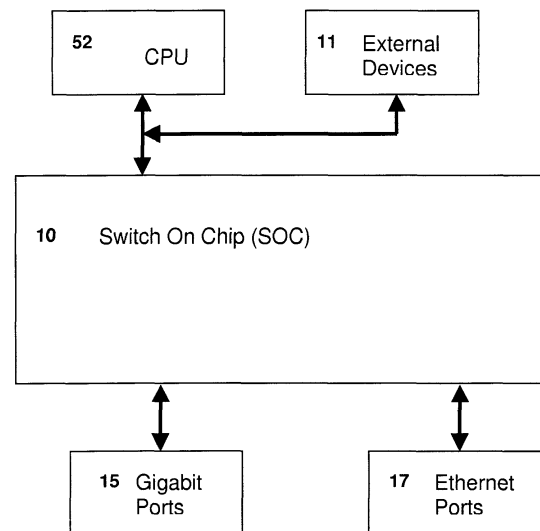 52 CPU
11 External
Devices
10 Switch On Chip (SOC)
15 Gigabit
Ports
17 Ethernet
Ports